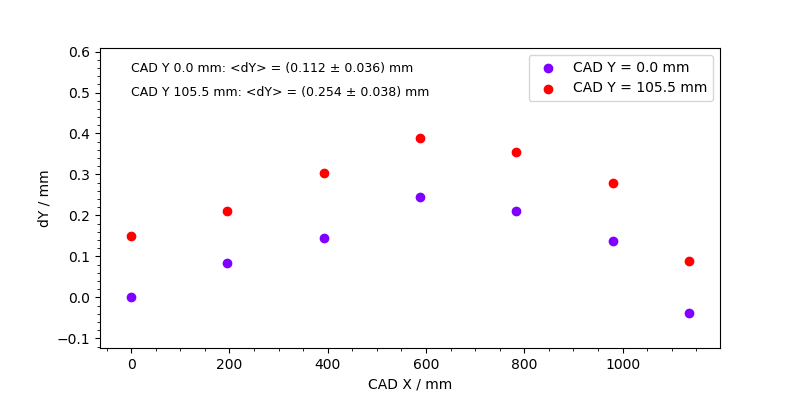 CAD Y 0.0 mm: <dY> = (0.112 ± 0.036) mm
CAD Y 105.5 mm: <dY> = (0.254 ± 0.038) mm
CAD Y = 0.0 mm
CAD Y = 105.5 mm
0.6
0.5
0.4
0.3
0.2
0.1
0.0
−0.1
dY / mm
0 200 400 600 800 1000
CAD X / mm